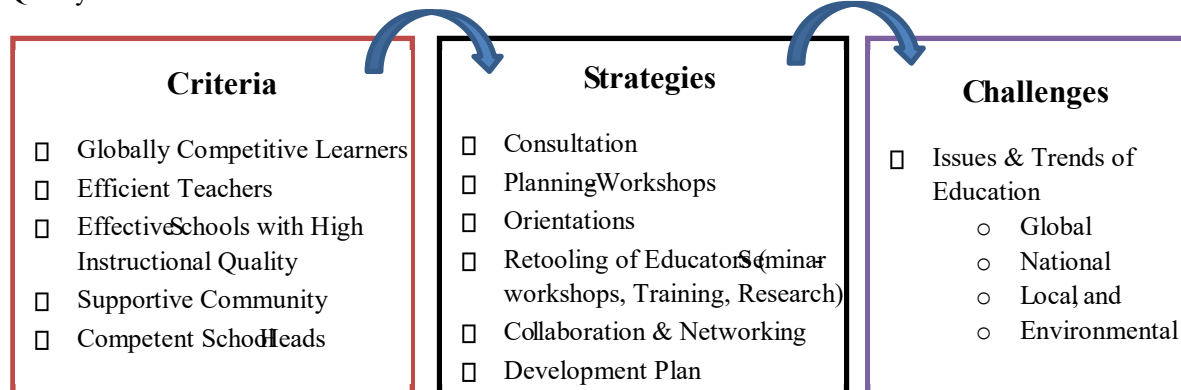 Criteria
Globally Competitive Learners
Efficient Teachers
Effective Schools with High
Instructional Quality
Supportive Community
Competent School Heads
Strategies
Consultation
Planning-Workshops
Orientations
Retooling of Educators (Seminar-
workshops, Training, Research)
Collaboration & Networking
Development Plan
Challenges
Issues & Trends of
Education
Global
National
Local, and
Environmental